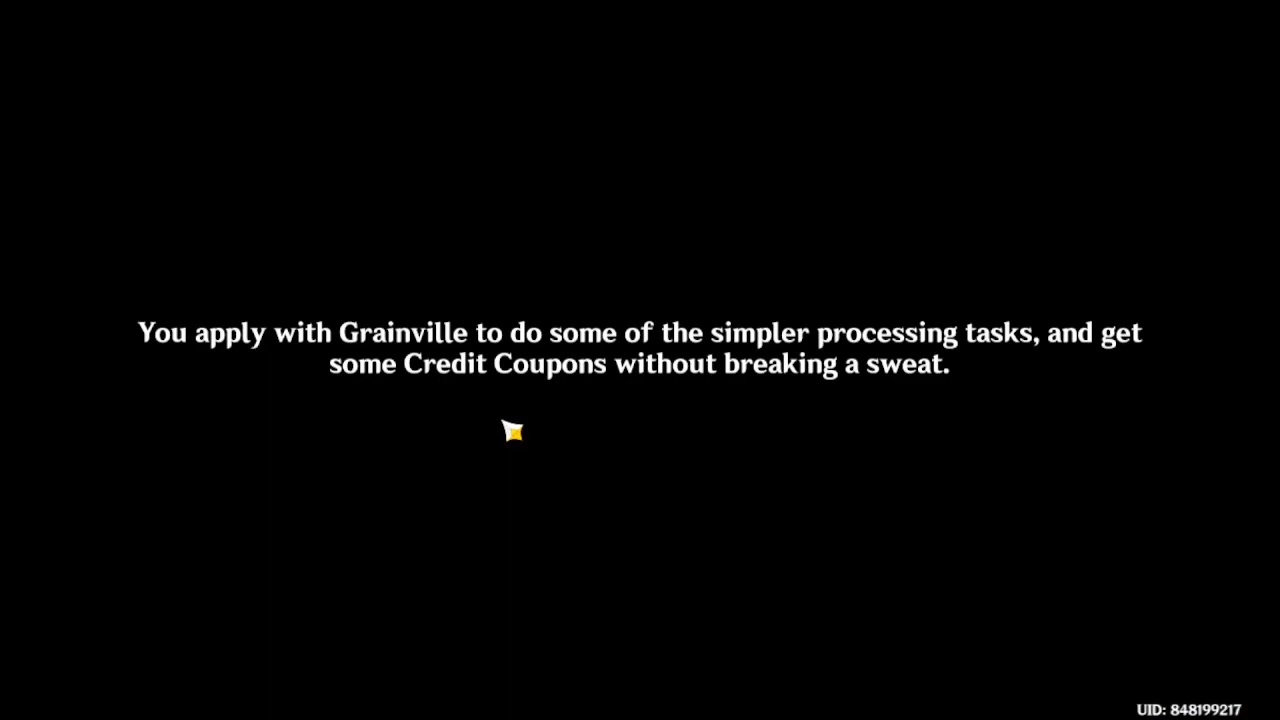 You apply with Grainville to do some of the simpler processing tasks, and get
some Credit Coupons without breaking a sweat.
UID: 848199217